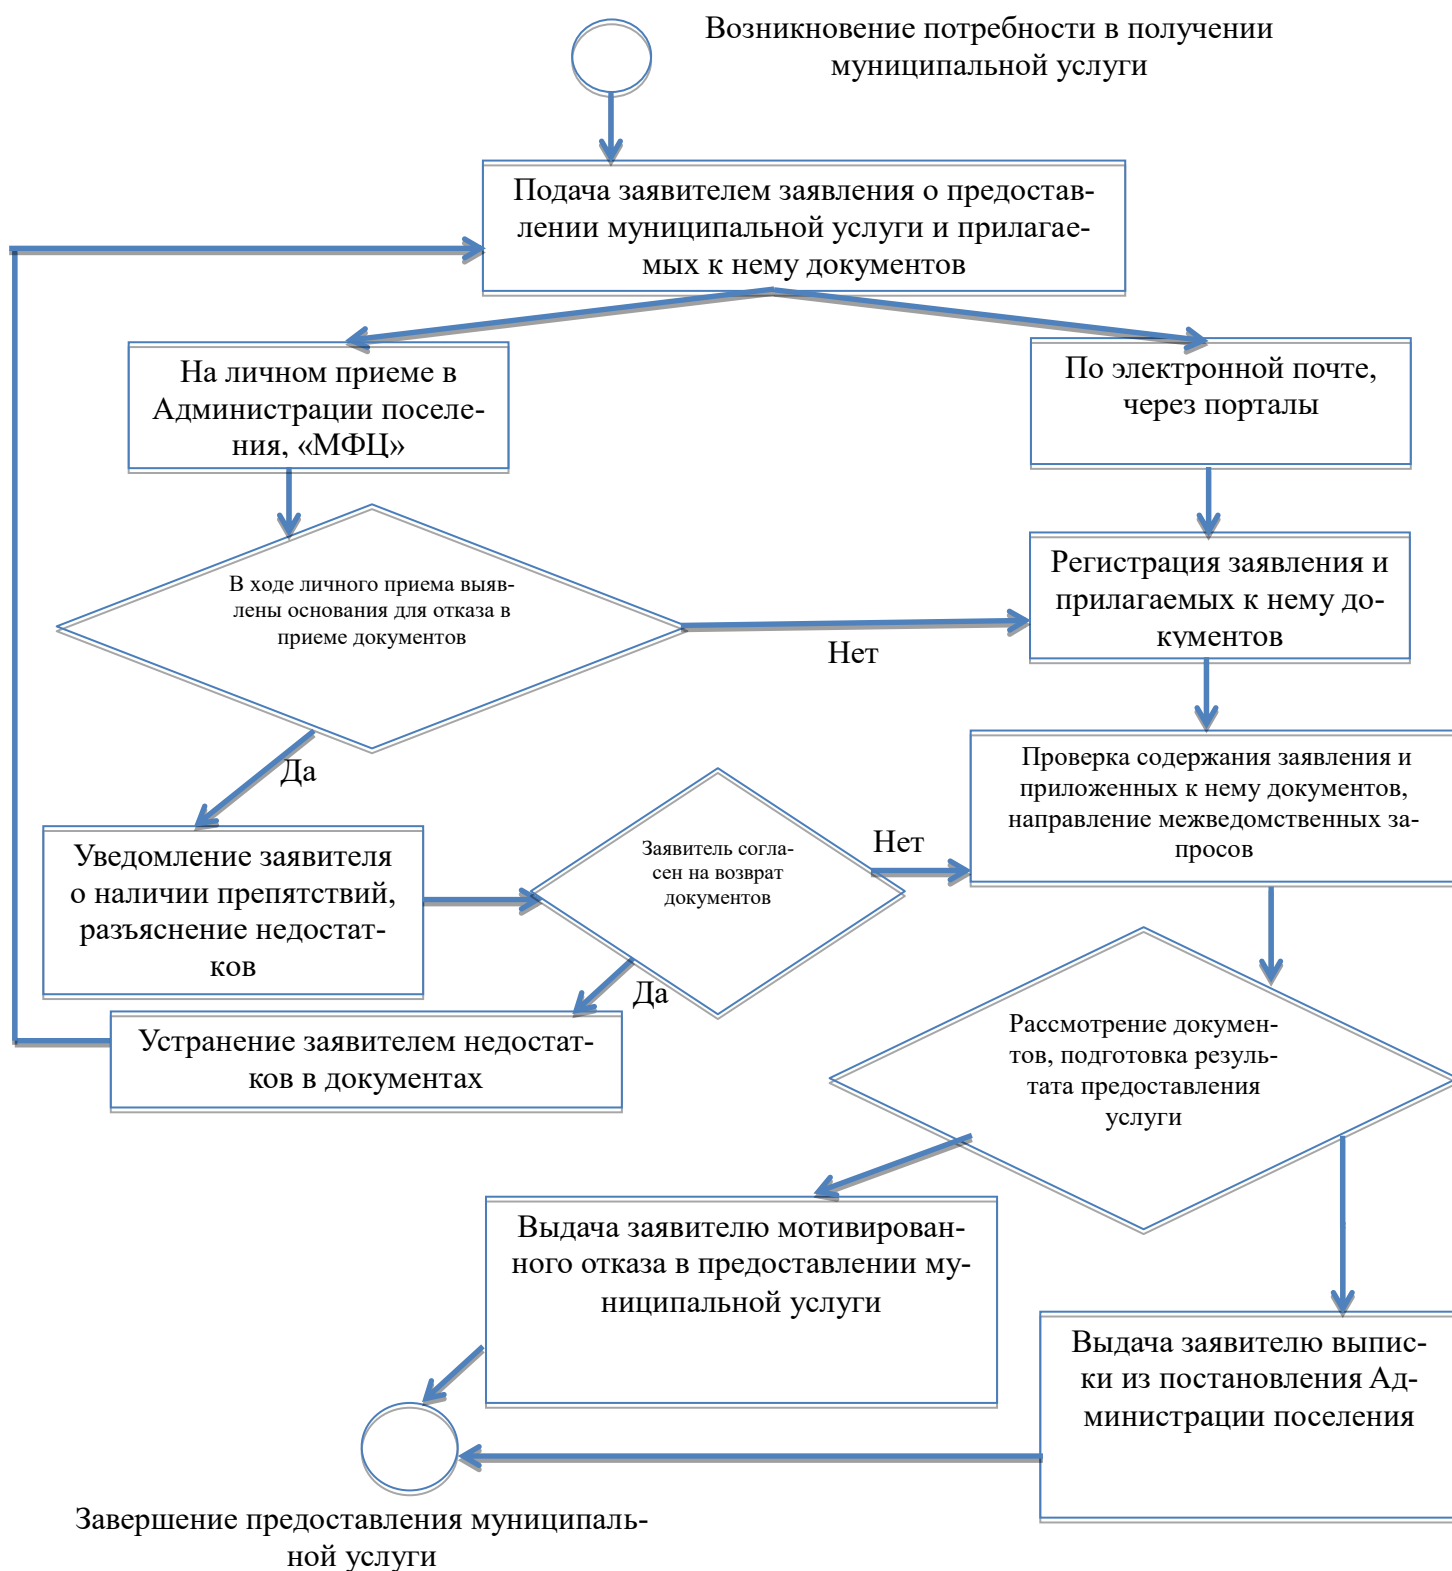 Возникновение потребности в получении
муниципальной услуги
Подача заявителем заявления о предостав-
лении муниципальной услуги и прилагае-
мых к нему документов
На личном приеме в
Администрации поселе-
ния, «МФЦ»
По электронной почте,
через порталы
В ходе личного приема выяв-
лены основания для отказа в
приеме документов
Нет
Регистрация заявления и
прилагаемых к нему до-
кументов
Да
Проверка содержания заявления и
приложенных к нему документов,
направление межведомственных за-
просов
Уведомление заявителя
о наличии препятствий,
разъяснение недостат-
ков
Заявитель согла-
сен на возврат
документов
Нет
Да
Устранение заявителем недостат-
ков в документах
Рассмотрение докумен-
тов, подготовка резуль-
тата предоставления
услуги
Выдача заявителю мотивирован-
ного отказа в предоставлении му-
ниципальной услуги
Выдача заявителю выпис-
ки из постановления Ад-
министрации поселения
Завершение предоставления муниципаль-
ной услуги